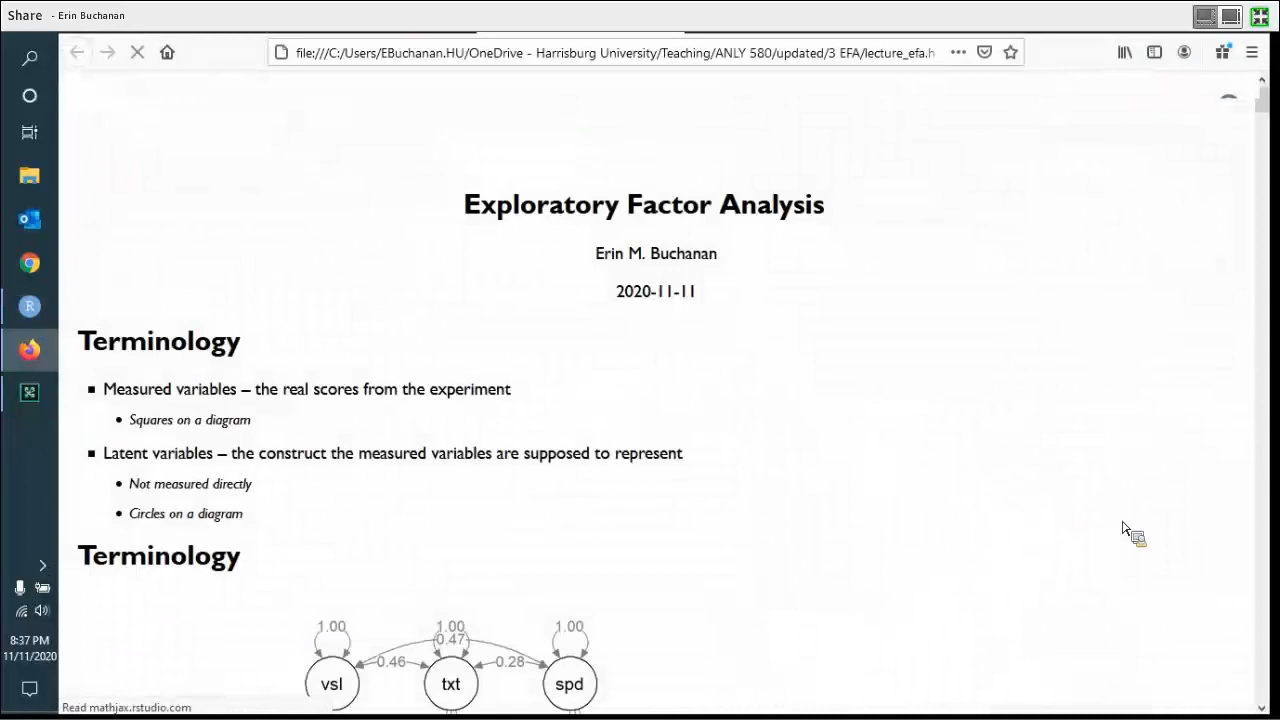 Share - Erin Buchanan
file:///C:/Users/EBuchanan.HU/OneDrive - Harrisburg University/Teaching/ANLY 580/updated/3 EFA/lecture_efa.h
Exploratory Factor Analysis
Erin M. Buchanan
2020-11-11
Terminology
Measured variables – the real scores from the experiment
Squares on a diagram
Latent variables – the construct the measured variables are supposed to represent
Not measured directly
Circles on a diagram
Terminology
1.00 1.00 1.00
0.47
0.46 0.28
vsl txt spd
8:37 PM
11/11/2020
Read mathjax.rstudio.com